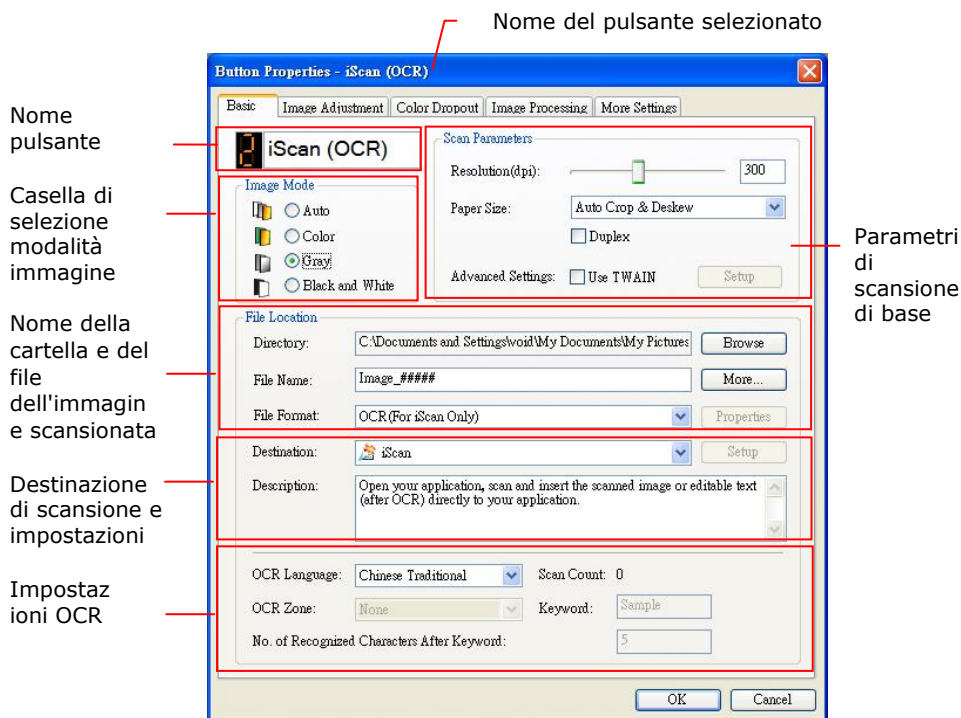 Nome del pulsante selezionato
Button Properties - iScan (OCR)
Basic
Image Adjustment
Color Dropout
Image Processing
More Settings
Nome
pulsante
2 iScan (OCR)
Casella di
selezione
modalità
immagine
Image Mode
Auto
Color
Gray
Black and White
Scan Parameters
Resolution(dpi):
300
Paper Size:
Auto Crop & Deskew
Duplex
Advanced Settings:
Use TWAIN
Setup
Parametri
di
scansione
di base
Nome della
cartella e del
file
dell'immagin
e scansionata
File Location
Directory:
C:\Documents and Settings\void\My Documents\My Pictures
Browse
File Name:
Image_#####
More...
File Format:
OCR(For iScan Only)
Properties
Destinazione
di scansione e
impostazioni
Destination:
iScan
Setup
Description:
Open your application, scan and insert the scanned image or editable text
(after OCR) directly to your application.
Impostaz
ioni OCR
OCR Language:
Chinese Traditional
Scan Count: 0
OCR Zone:
None
Keyword:
Sample
No. of Recognized Characters After Keyword:
5
OK
Cancel